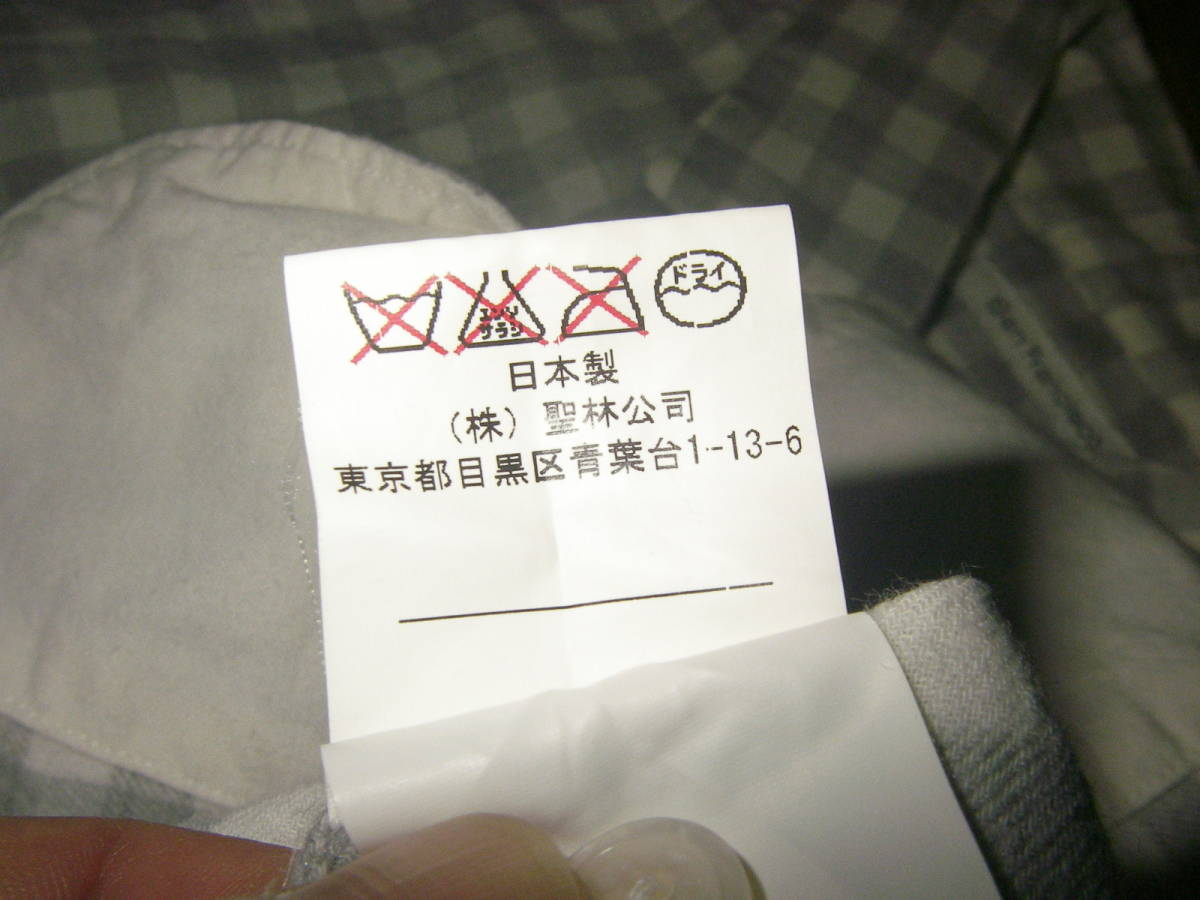 エンソ
サラシ
ドライ
日本製
(株) 聖林公司
東京都目黒区青葉台1-13-6